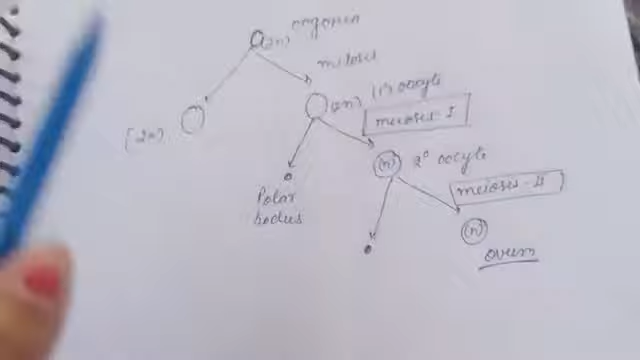 (2n) oogonia
mitosis
(2n) (1°) oocyte
(2n)
meiosis-I
(n) 2° oocyte
Polar
bodies
meiosis-II
(n)
ovum